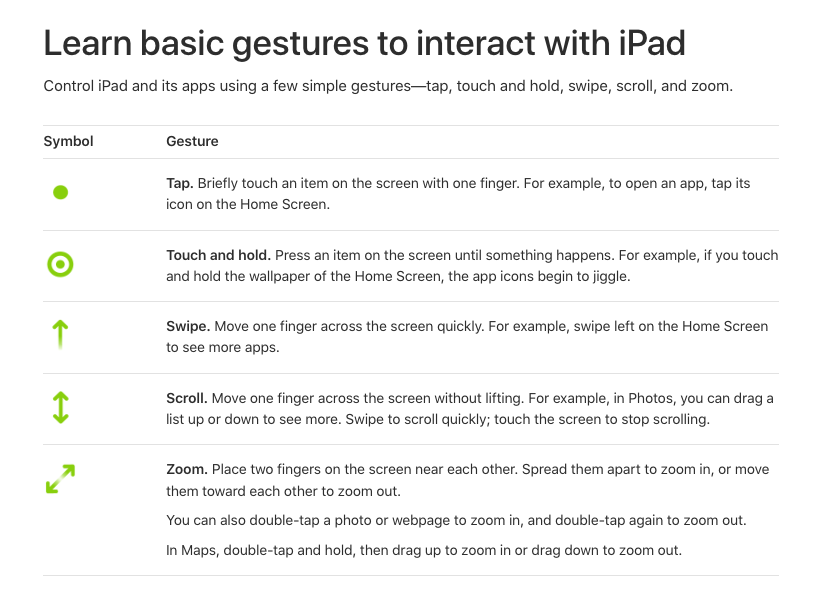 Learn basic gestures to interact with iPad
Control iPad and its apps using a few simple gestures—tap, touch and hold, swipe, scroll, and zoom.
Symbol Gesture
Tap. Briefly touch an item on the screen with one finger. For example, to open an app, tap its
icon on the Home Screen.
Touch and hold. Press an item on the screen until something happens. For example, if you touch
and hold the wallpaper of the Home Screen, the app icons begin to jiggle.
Swipe. Move one finger across the screen quickly. For example, swipe left on the Home Screen
to see more apps.
Scroll. Move one finger across the screen without lifting. For example, in Photos, you can drag a
list up or down to see more. Swipe to scroll quickly; touch the screen to stop scrolling.
Zoom. Place two fingers on the screen near each other. Spread them apart to zoom in, or move
them toward each other to zoom out.
You can also double-tap a photo or webpage to zoom in, and double-tap again to zoom out.
In Maps, double-tap and hold, then drag up to zoom in or drag down to zoom out.